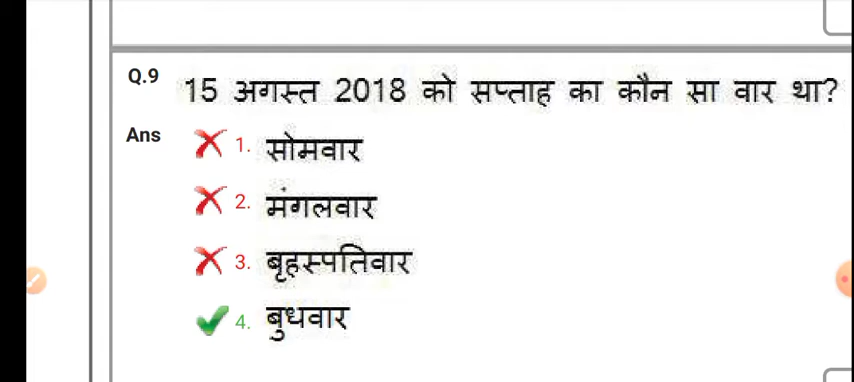 Q.9 15 अगस्त 2018 को सप्ताह का कौन सा वार था?
Ans 1. सोमवार
2. मंगलवार
3. बृहस्पतिवार
4. बुधवार